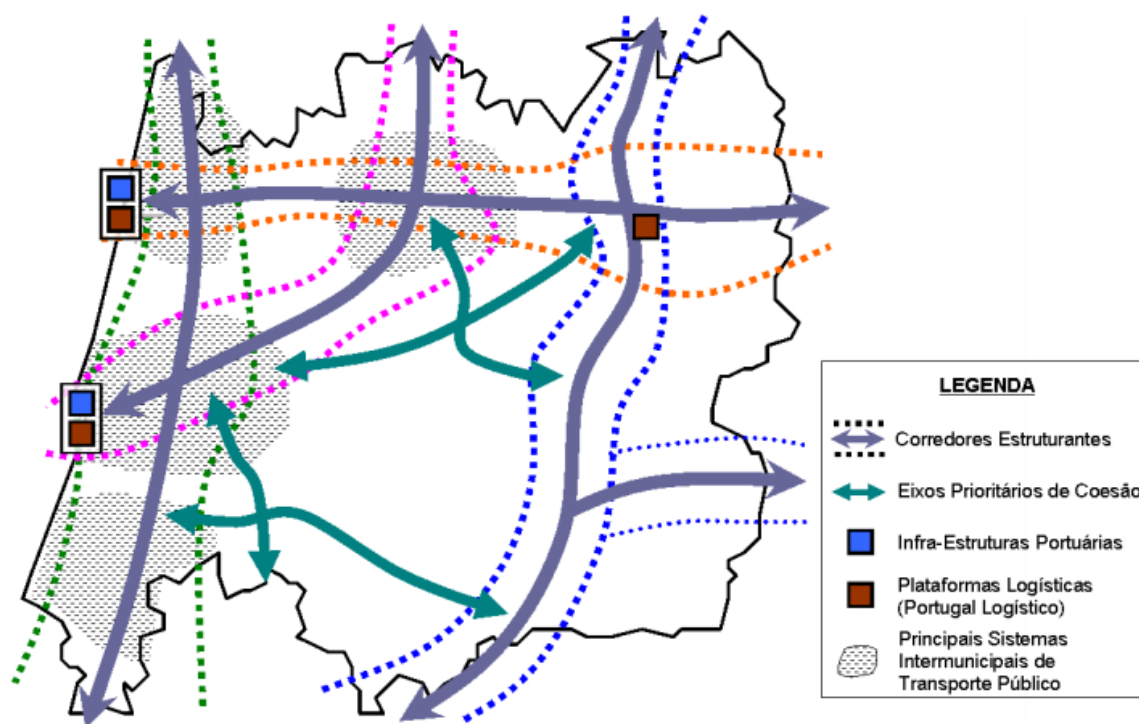 LEGENDA
Corredores Estruturantes
Eixos Prioritários de Coesão
Infra-Estruturas Portuárias
Plataformas Logísticas
(Portugal Logístico)
Principais Sistemas
Intermunicipais de
Transporte Público